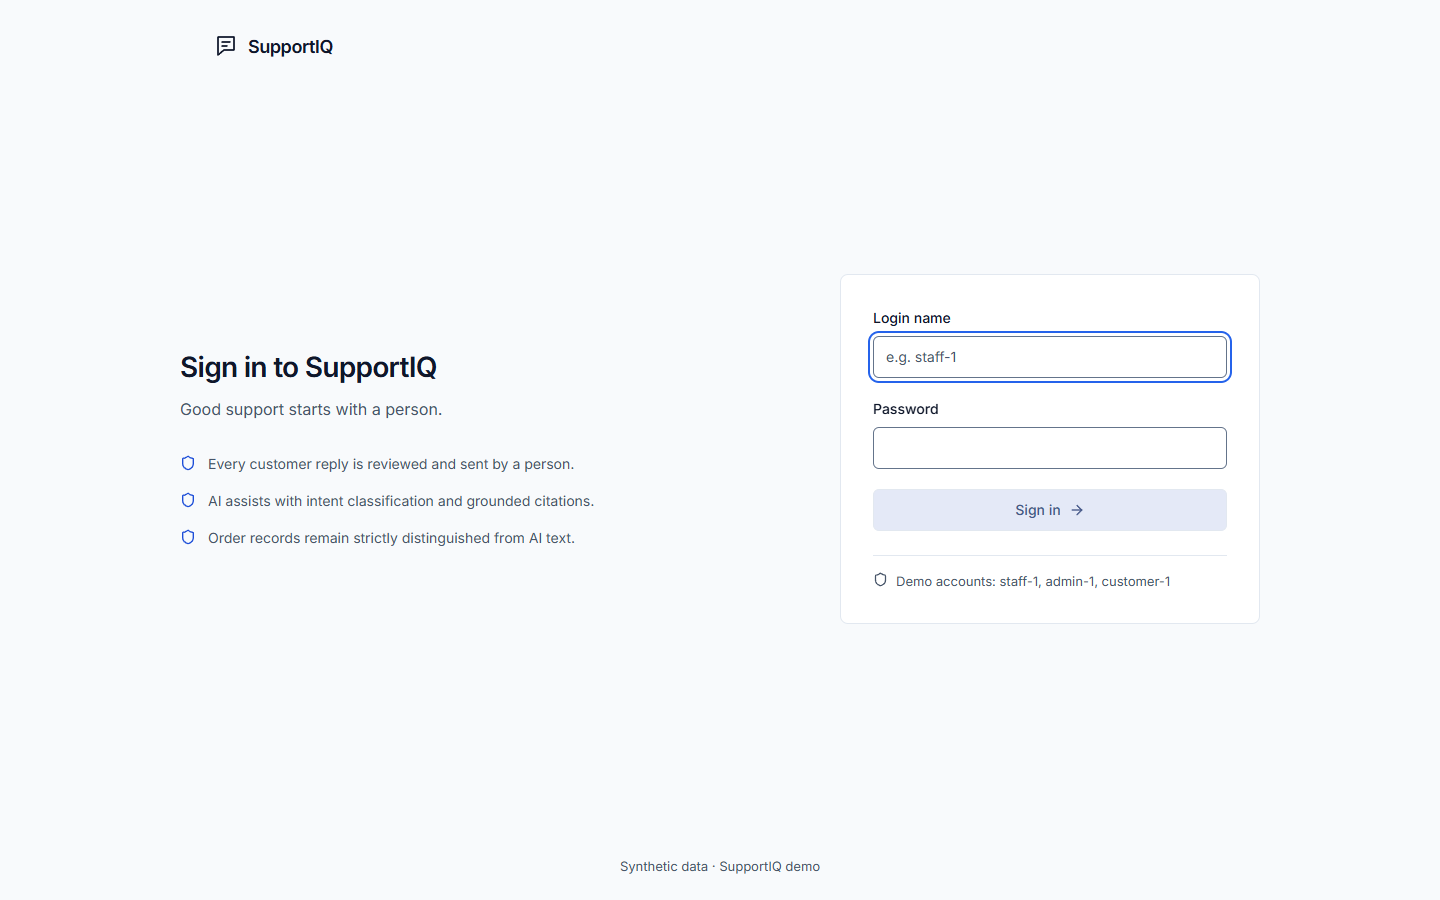 SupportIQ
Sign in to SupportIQ
Good support starts with a person.
Every customer reply is reviewed and sent by a person.
AI assists with intent classification and grounded citations.
Order records remain strictly distinguished from AI text.
Login name
e.g. staff-1
Password
Sign in →
Demo accounts: staff-1, admin-1, customer-1
Synthetic data · SupportIQ demo